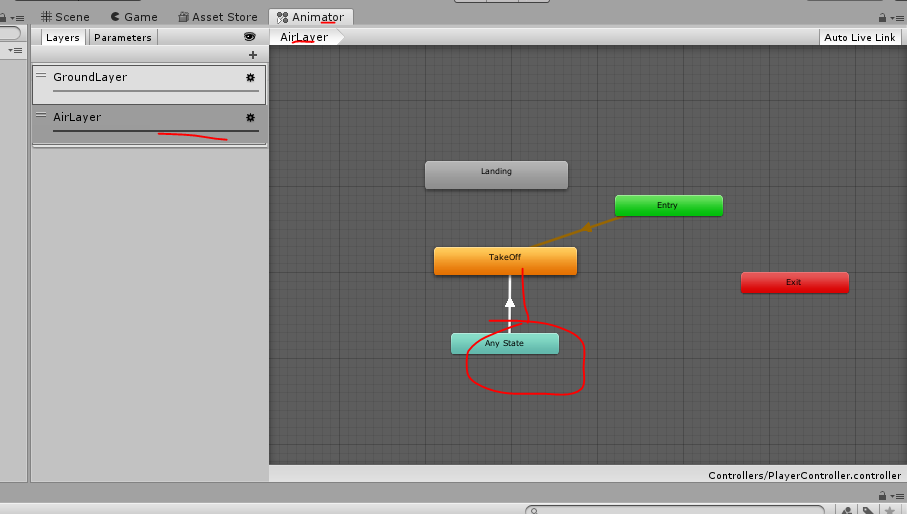 Scene Game Asset Store Animator
Layers Parameters
AirLayer
Auto Live Link
GroundLayer
AirLayer
Landing
Entry
TakeOff
Exit
Any State
Controllers/PlayerController.controller